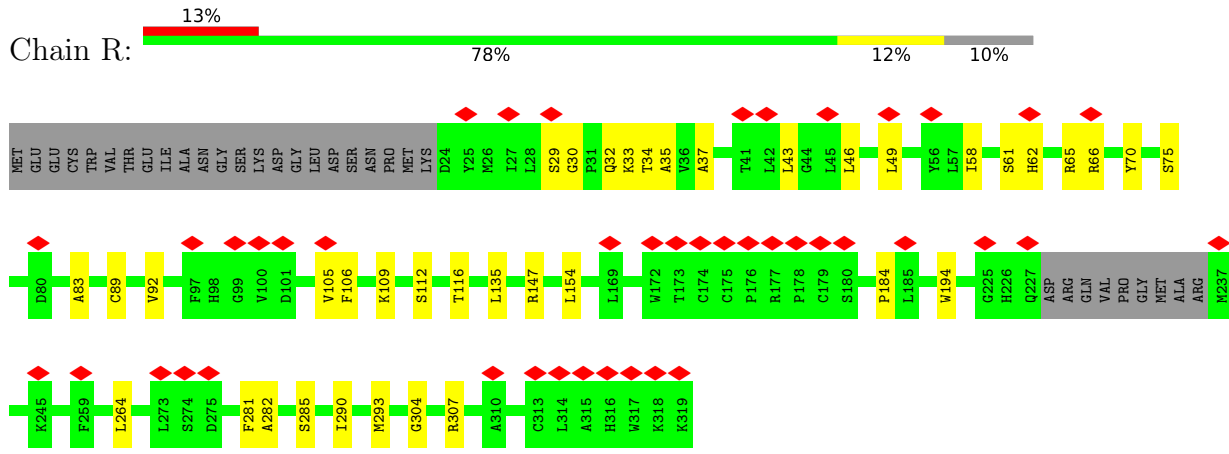 13%
Chain R:
78% 12% 10%
MET GLU GLU CYS TRP VAL THR GLU ILE ALA ASN GLY SER LYS ASP GLY LEU ASP SER ASN PRO MET LYS D24 Y25 M26 I27 L28 S29 G30 P31 Q32 K33 T34 A35 V36 A37 T41 L42 L43 G44 L45 L46 L49 Y56 L57 I58 S61 H62 R65 R66 Y70 S75
D80 A83 C89 V92 F97 H98 G99 V100 D101 V105 F106 K109 S112 T116 L135 R147 L154 L169 W172 T173 C174 C175 P176 R177 P178 C179 S180 P184 L185 W194 G225 H226 Q227 ASP ARG GLN VAL PRO GLY MET ALA ARG M237
K245 F259 L264 L273 S274 D275 F281 A282 S285 I290 M293 G304 R307 A310 C313 L314 A315 H316 W317 K318 K319